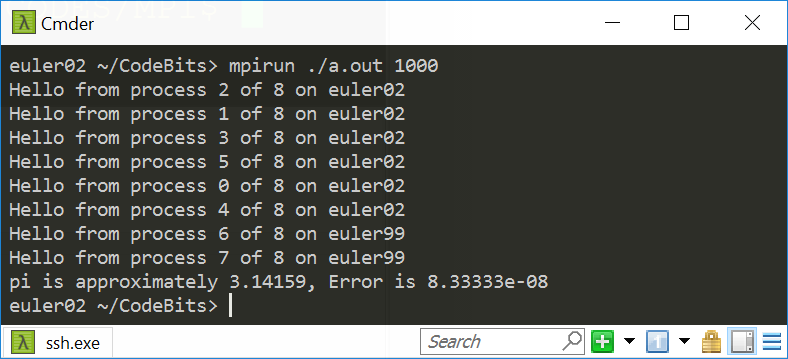 Cmder
euler02 ~/CodeBits> mpirun ./a.out 1000
Hello from process 2 of 8 on euler02
Hello from process 1 of 8 on euler02
Hello from process 3 of 8 on euler02
Hello from process 5 of 8 on euler02
Hello from process 0 of 8 on euler02
Hello from process 4 of 8 on euler02
Hello from process 6 of 8 on euler99
Hello from process 7 of 8 on euler99
pi is approximately 3.14159, Error is 8.33333e-08
euler02 ~/CodeBits>
ssh.exe Search 1